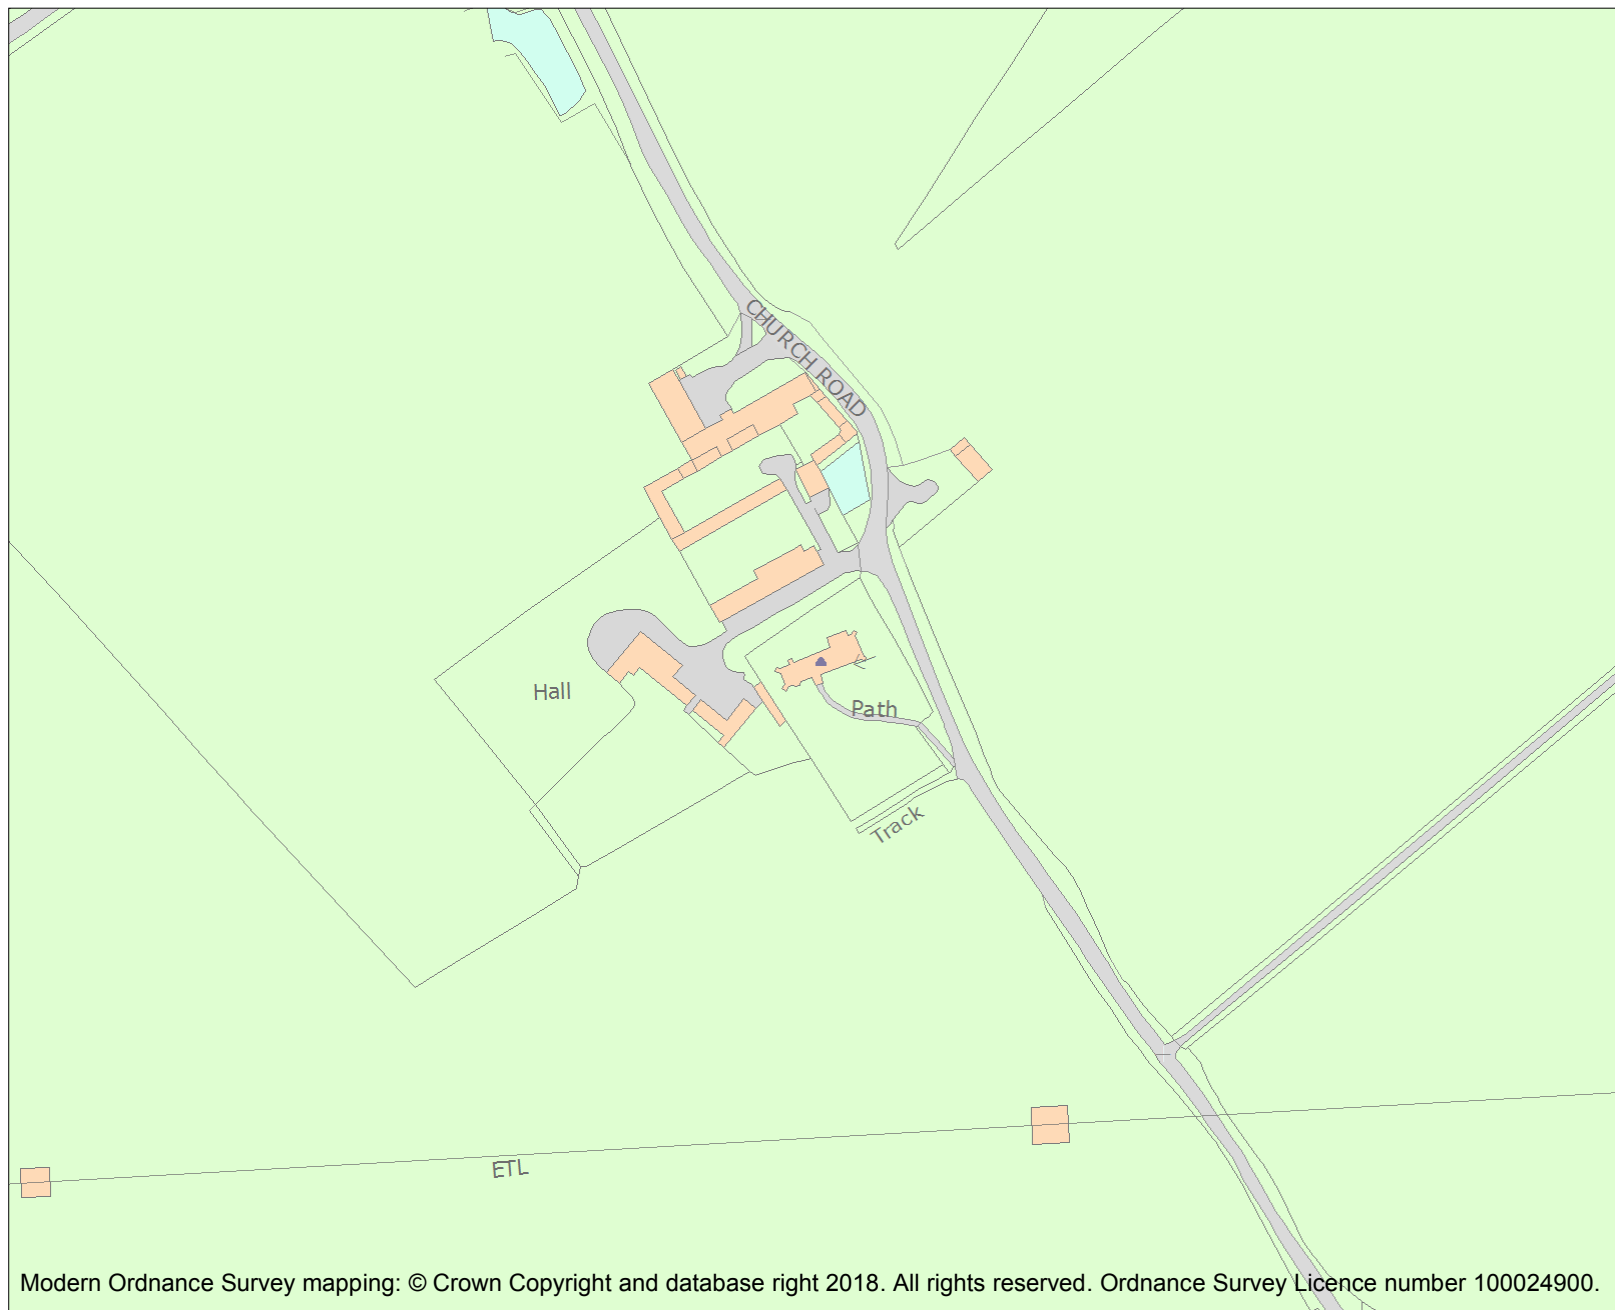 CHURCH ROAD
Hall
Path
Track
ETL
Modern Ordnance Survey mapping: © Crown Copyright and database right 2018. All rights reserved. Ordnance Survey Licence number 100024900.